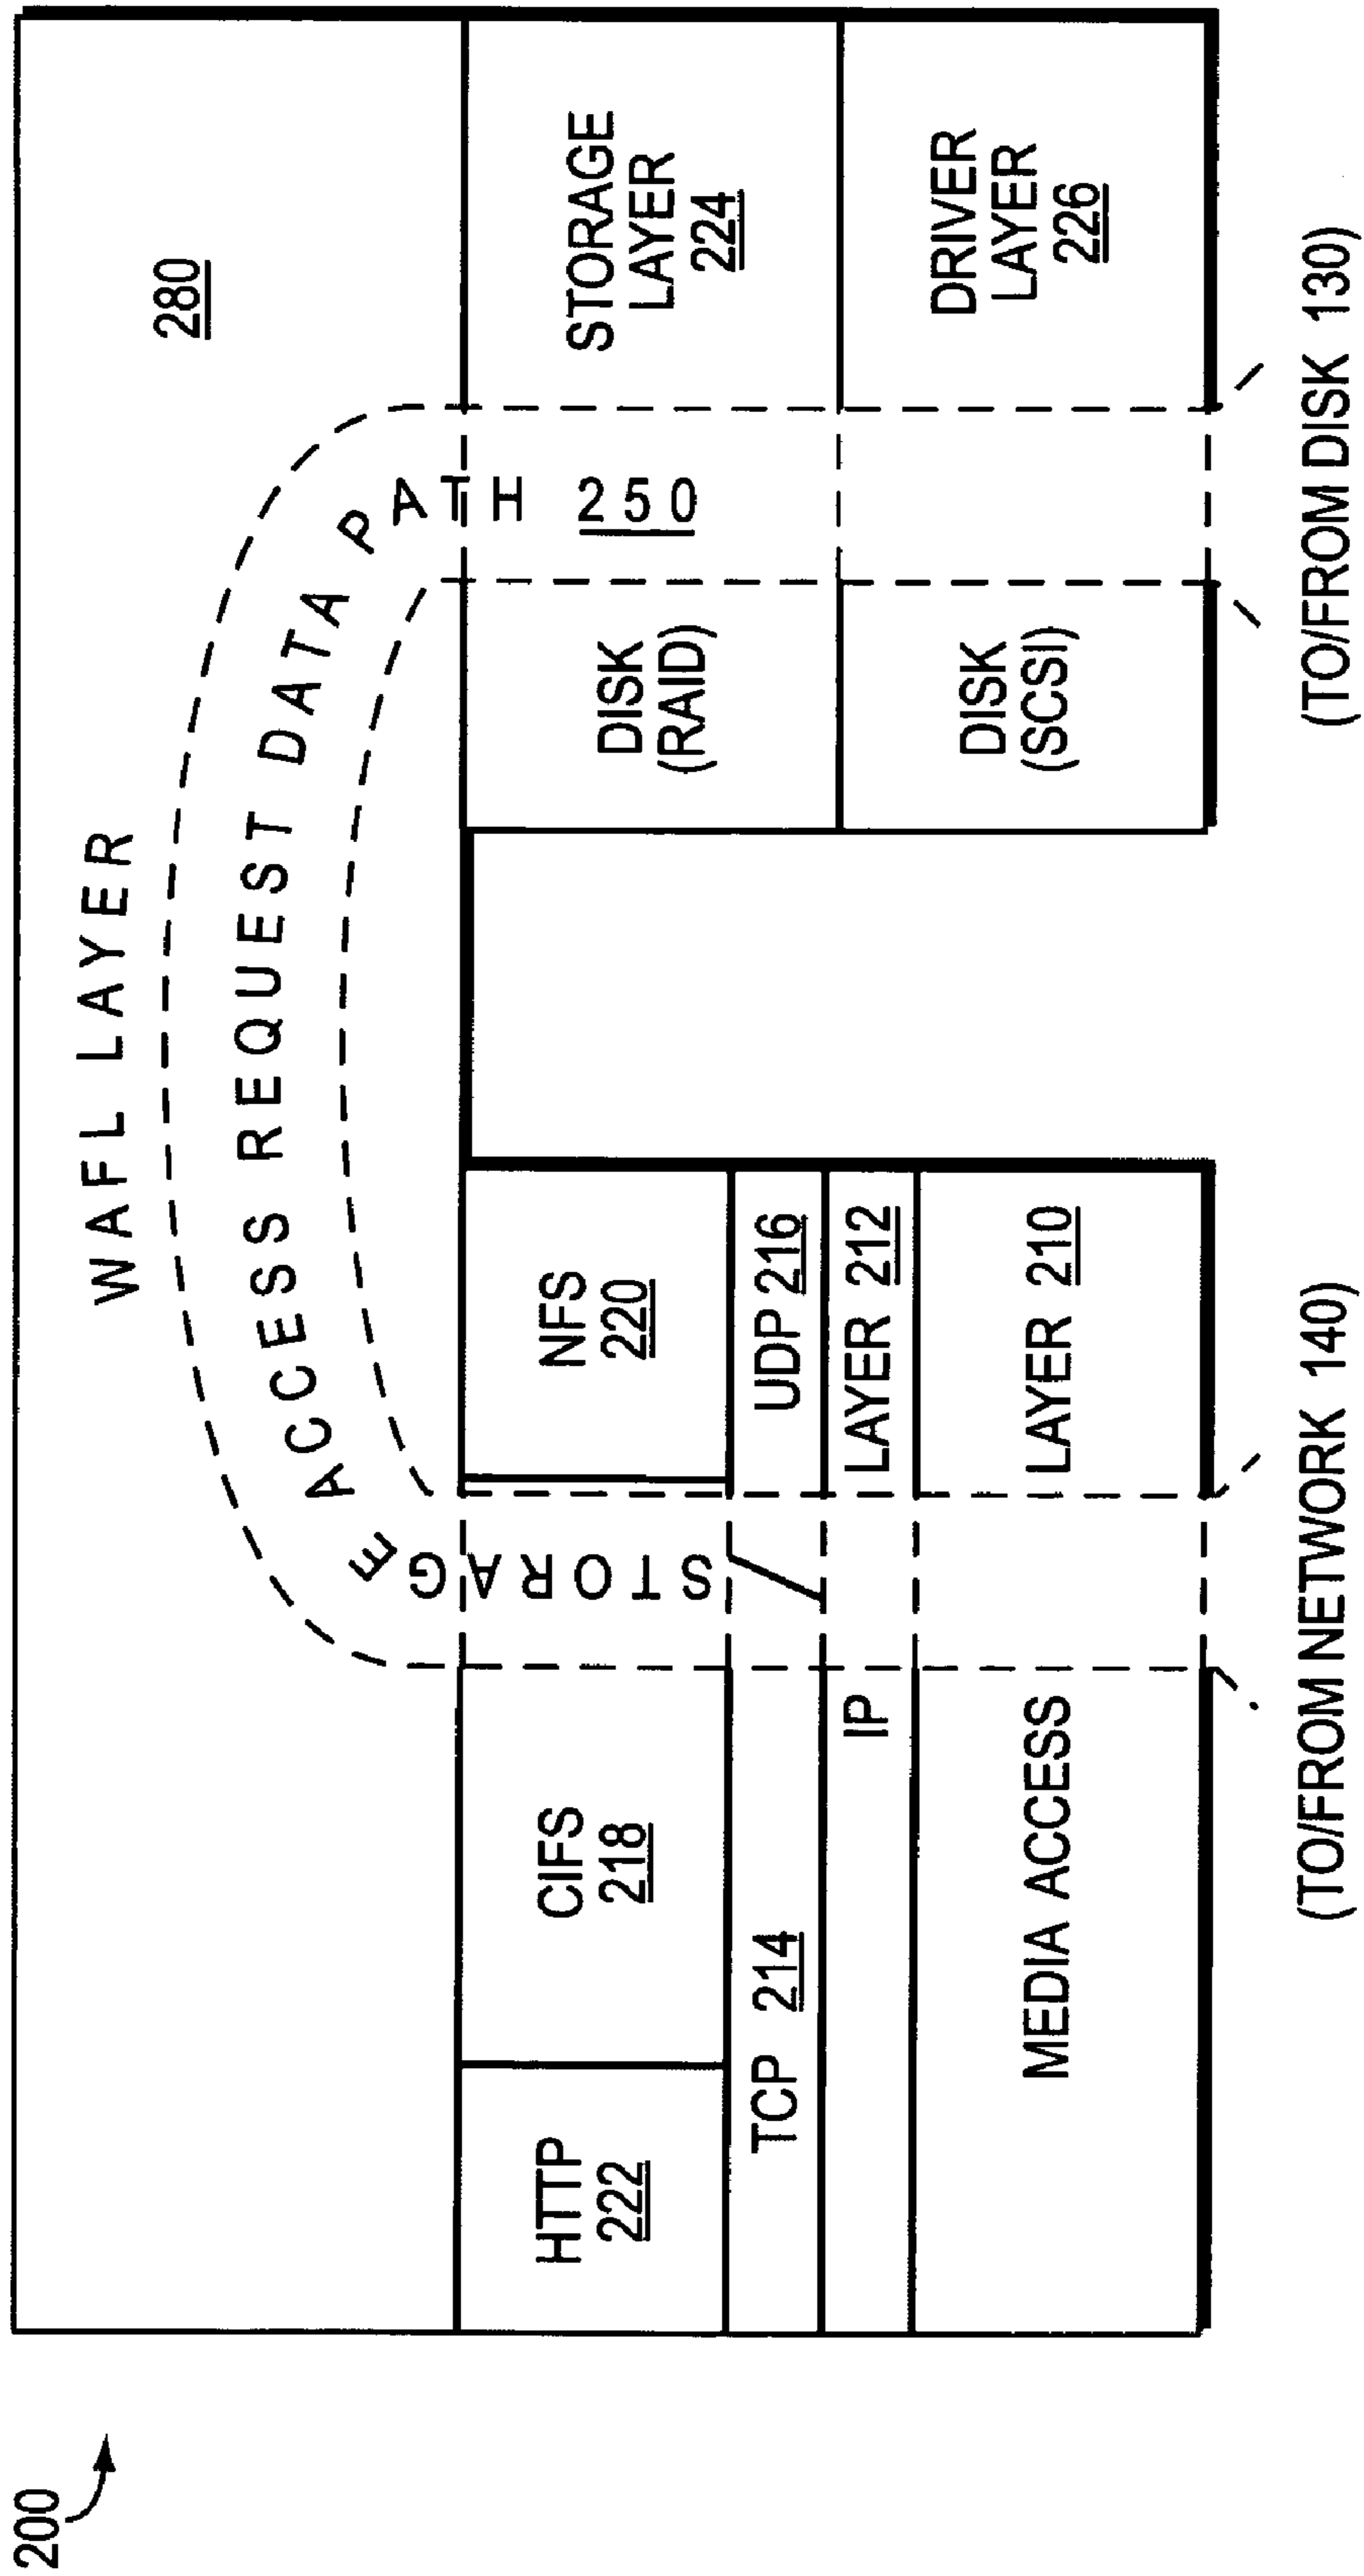 200
WAFL LAYER
280
STORAGE ACCESS REQUEST DATA PATH 250
HTTP
222
CIFS
218
NFS
220
DISK
(RAID)
STORAGE
LAYER
224
TCP 214
UDP 216
IP
LAYER 212
MEDIA ACCESS
LAYER 210
DISK
(SCSI)
DRIVER
LAYER
226
(TO/FROM NETWORK 140)
(TO/FROM DISK 130)